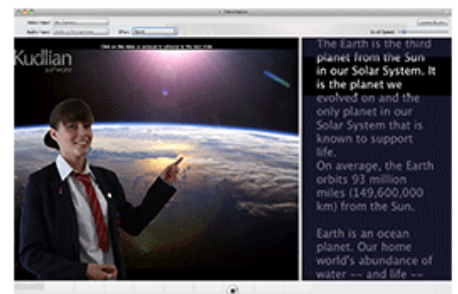 Kudlian
SOFTWARE
The Earth is the third
planet from the Sun
in our Solar System. It
is the planet we
evolved on and the
only planet in our
Solar System that is
known to support
life.
On average, the Earth
orbits 93 million
miles (149,600,000
km) from the Sun.
Earth is an ocean
planet. Our home
world's abundance of
water -- and life --